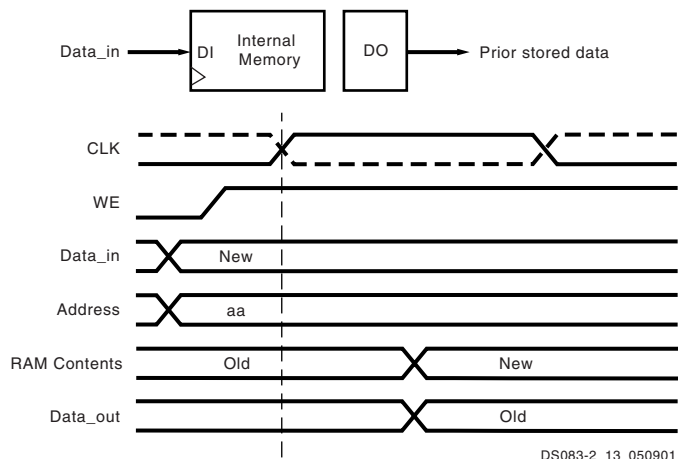 Data_in
DI
Internal
Memory
DO
Prior stored data
CLK
WE
Data_in
New
Address
aa
RAM Contents
Old
New
Data_out
Old
DS083-2_13_050901